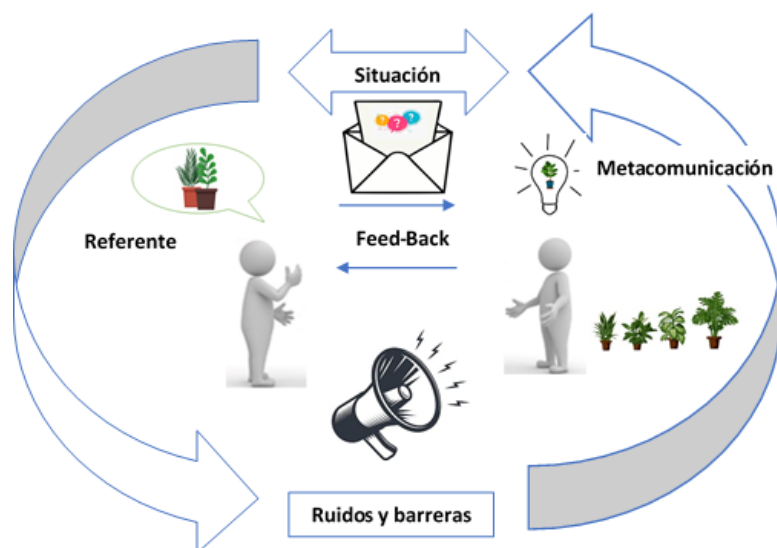 Situación
? ? ?
Metacomunicación
Referente
Feed-Back
Ruidos y barreras